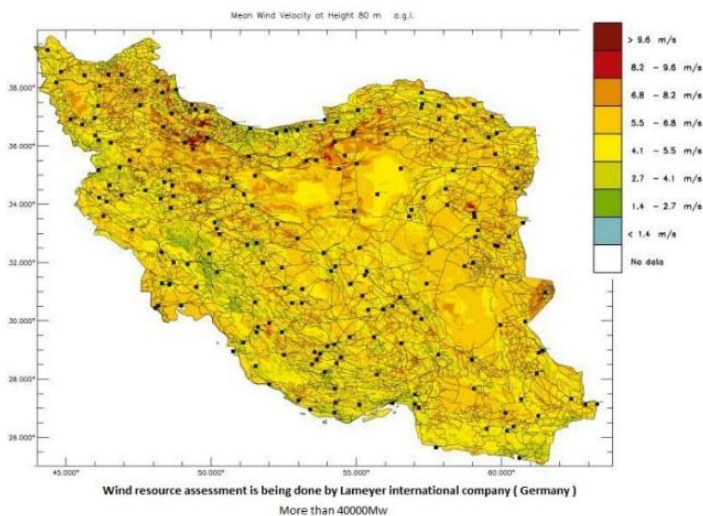 Mean Wind Velocity at Height 80 m a.g.l.
> 9.6 m/s
8.2 - 9.6 m/s
6.8 - 8.2 m/s
5.5 - 6.8 m/s
4.1 - 5.5 m/s
2.7 - 4.1 m/s
1.4 - 2.7 m/s
< 1.4 m/s
No data
38.000°
36.000°
34.000°
32.000°
30.000°
28.000°
26.000°
45.000° 50.000° 55.000° 60.000°
Wind resource assessment is being done by Lameyer international company ( Germany )
More than 40000Mw